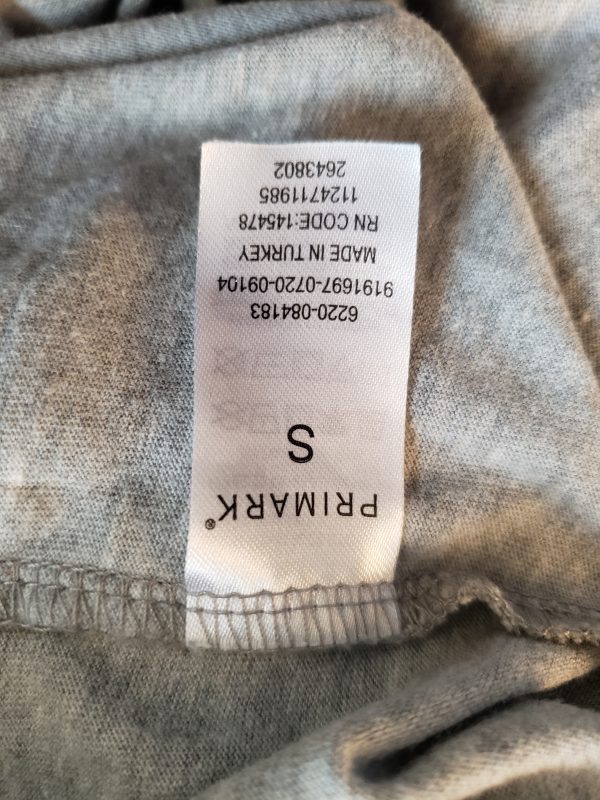 PRIMARK®
S
6220-084183
9191697-0720-09104
MADE IN TURKEY
RN CODE:145478
1124711985
2643802